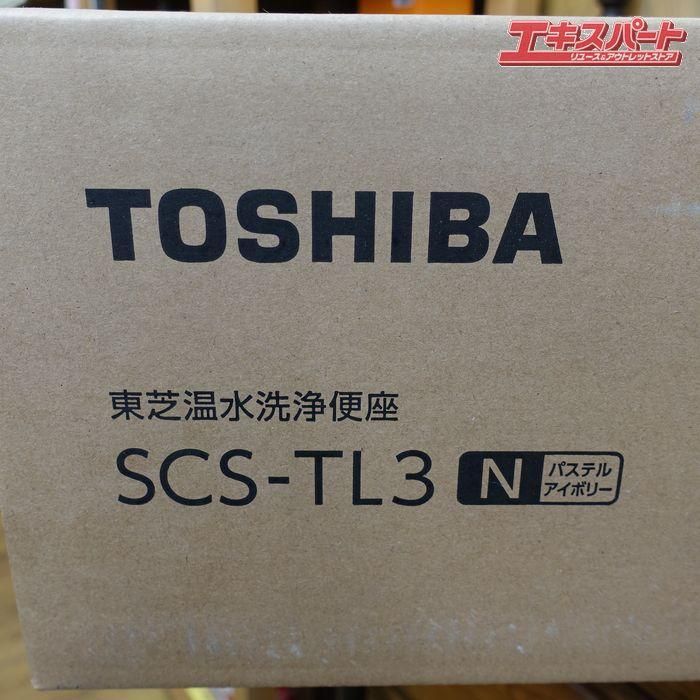 エキスパート
リユース&アウトレットストア
TOSHIBA
東芝温水洗浄便座
SCS-TL3 N パステル
アイボリー